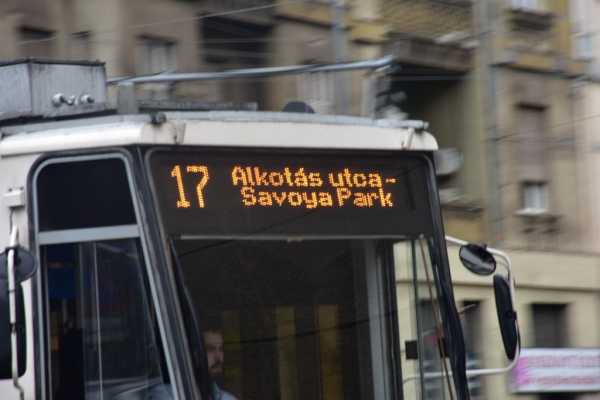 17 Alkotás utca-
Savoya Park